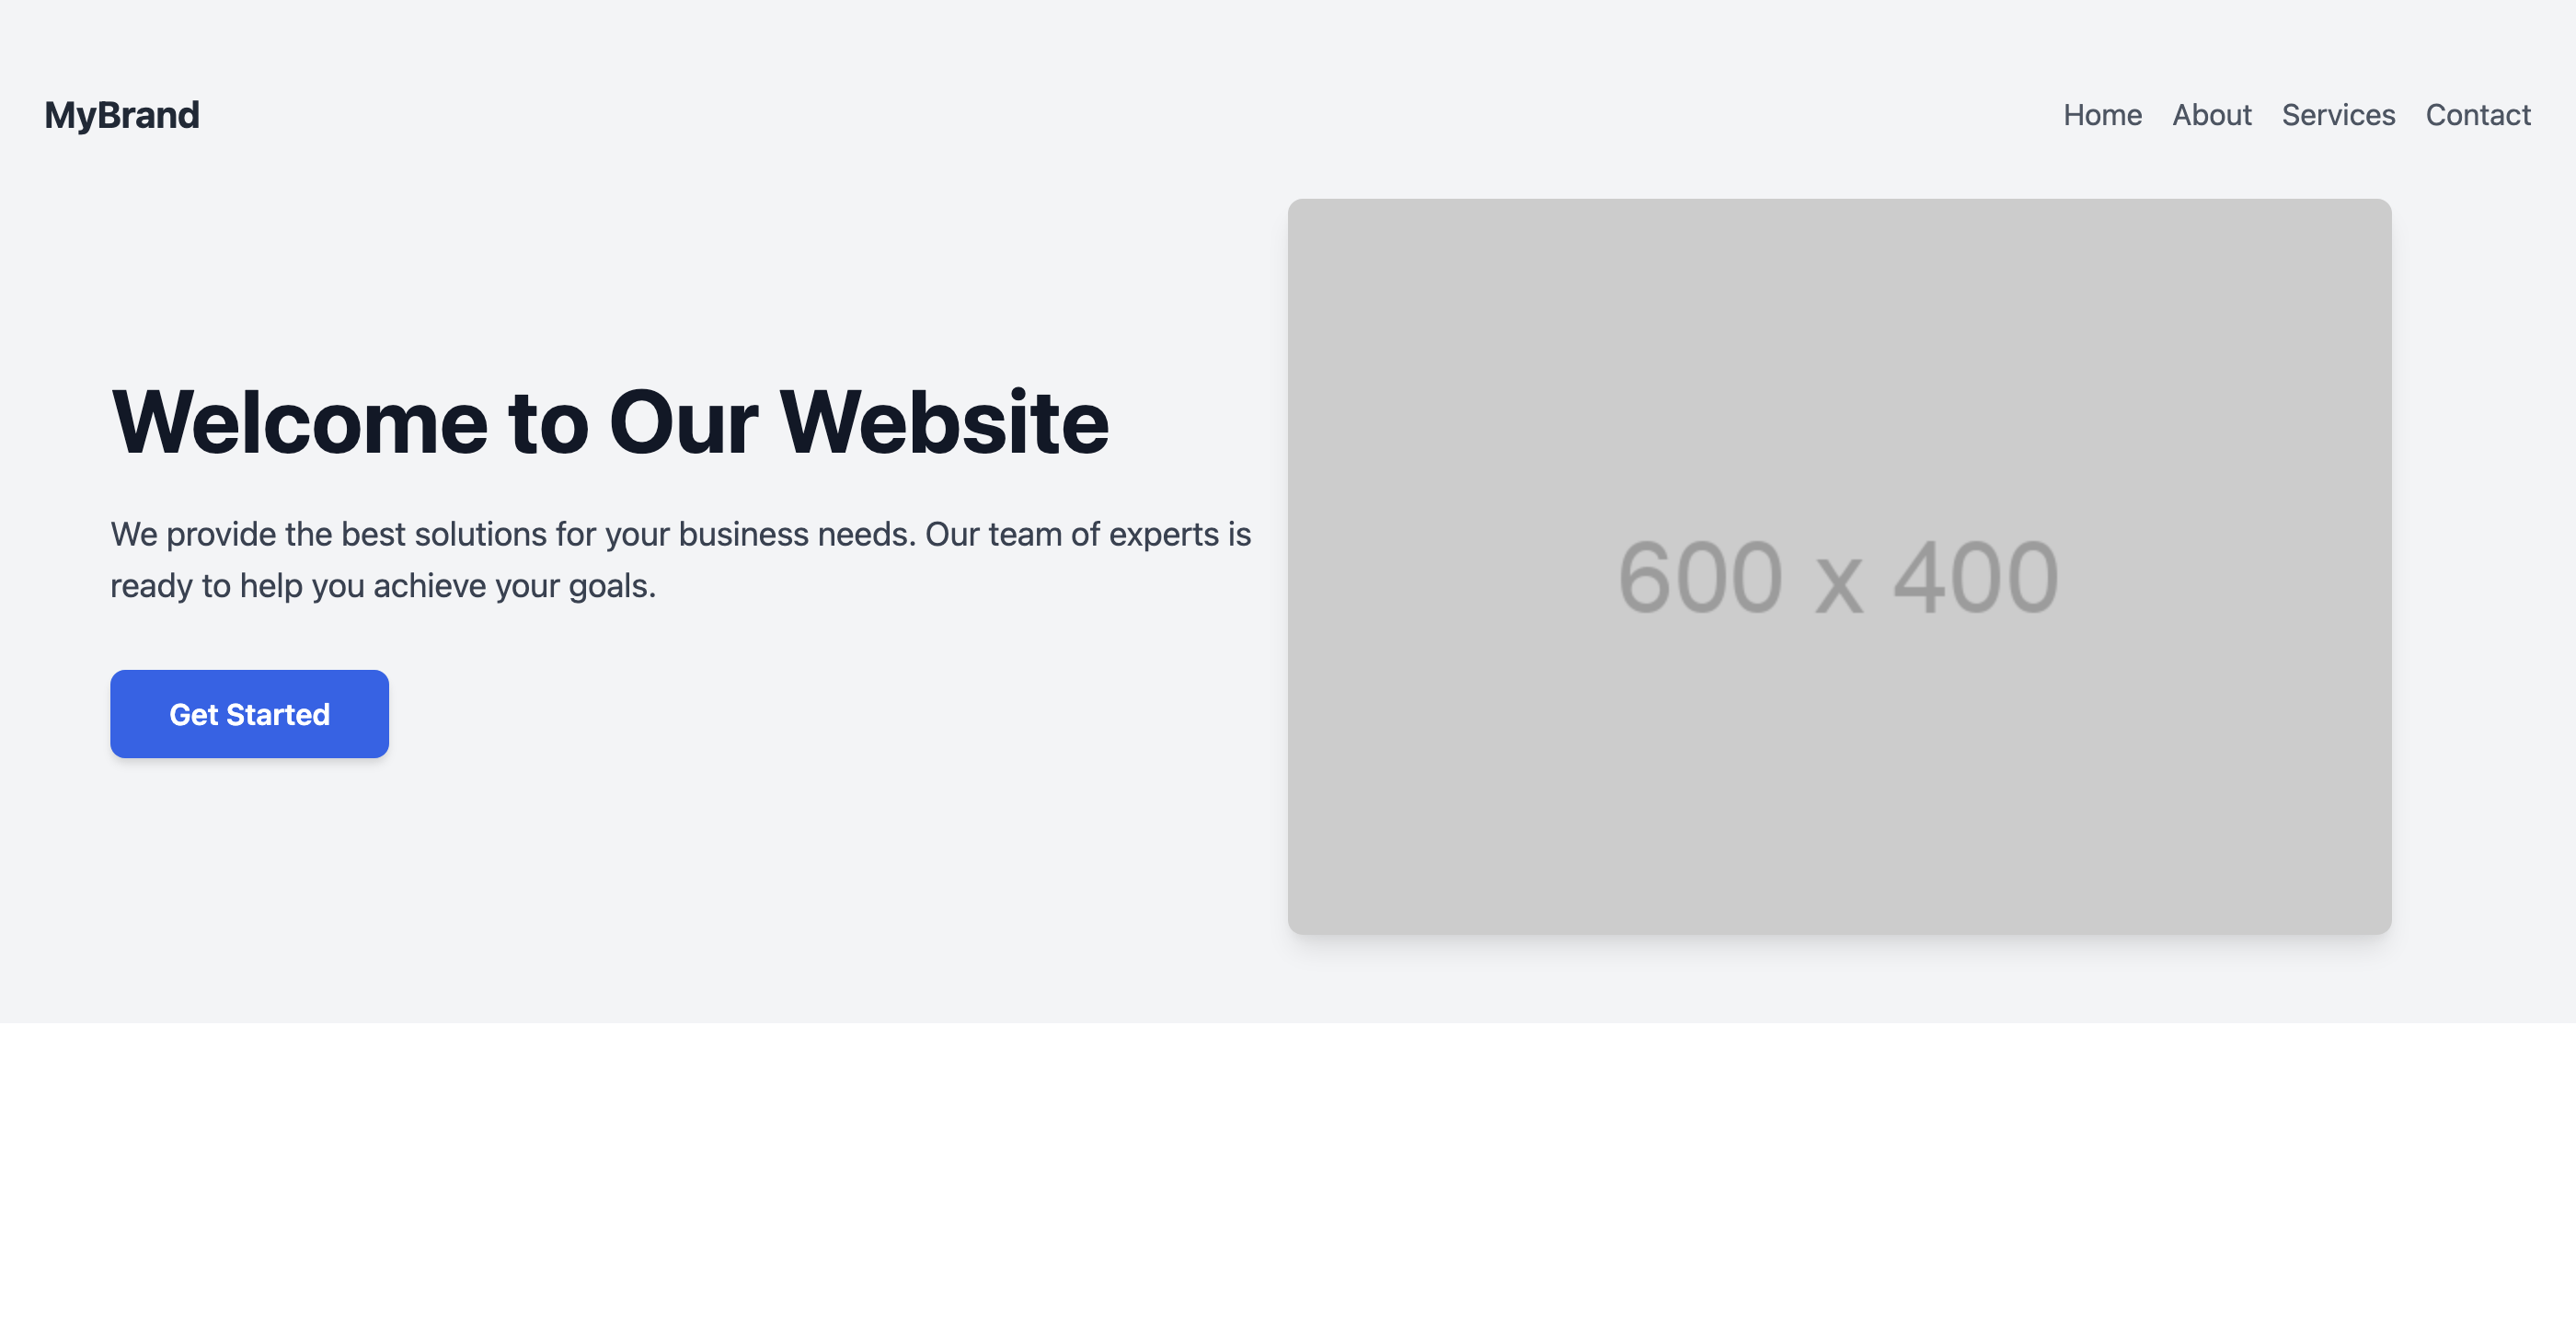 MyBrand
Home About Services Contact
Welcome to Our Website
We provide the best solutions for your business needs. Our team of experts is
ready to help you achieve your goals.
Get Started
600 x 400